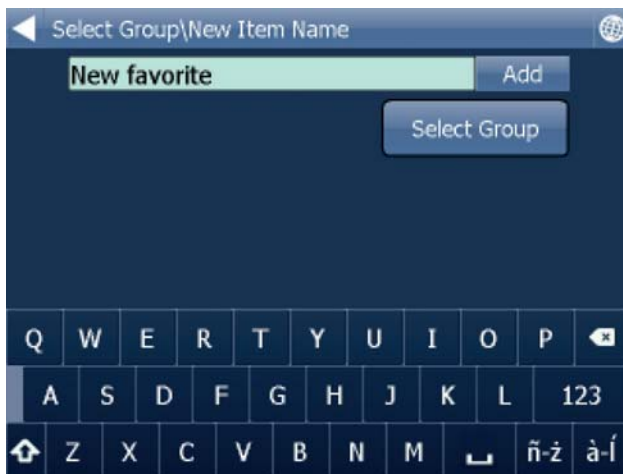 Select Group\New Item Name
New favorite Add
Select Group
Q W E R T Y U I O P
A S D F G H J K L 123
Z X C V B N M ñ-ż à-Í